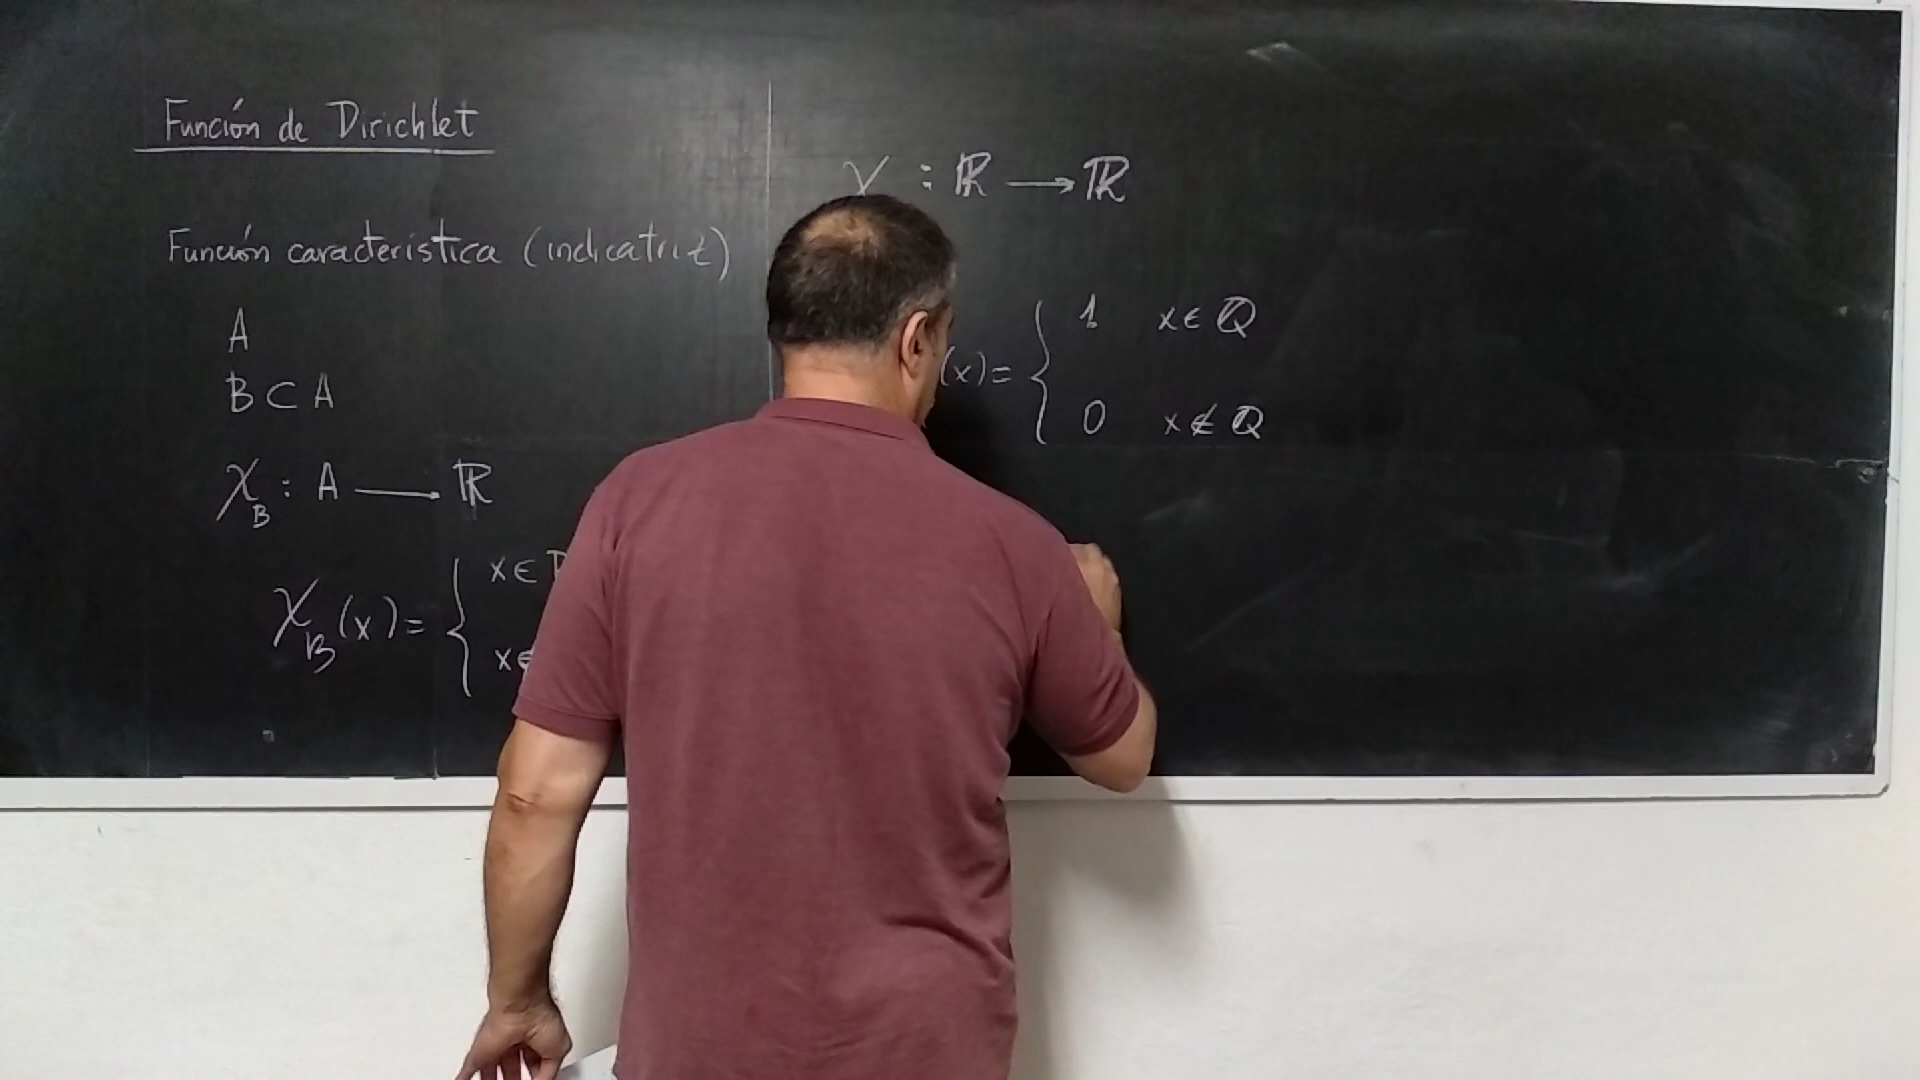 Función de Dirichlet
Función característica (indicatriz)
A
B ⊂ A
χ_B : A ⟶ ℝ
χ_B(x) = { x ∈
x ∈
χ : ℝ ⟶ ℝ
(x) = { 1 x ∈ ℚ
0 x ∉ ℚ